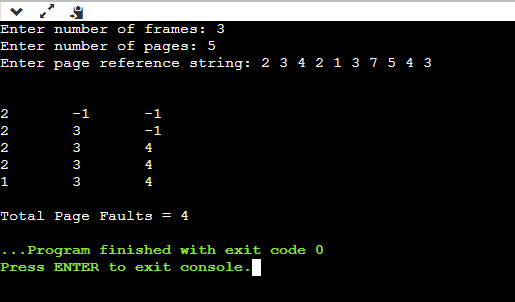 Enter number of frames: 3
Enter number of pages: 5
Enter page reference string: 2 3 4 2 1 3 7 5 4 3
2 -1 -1
2 3 -1
2 3 4
2 3 4
1 3 4
Total Page Faults = 4
...Program finished with exit code 0
Press ENTER to exit console.